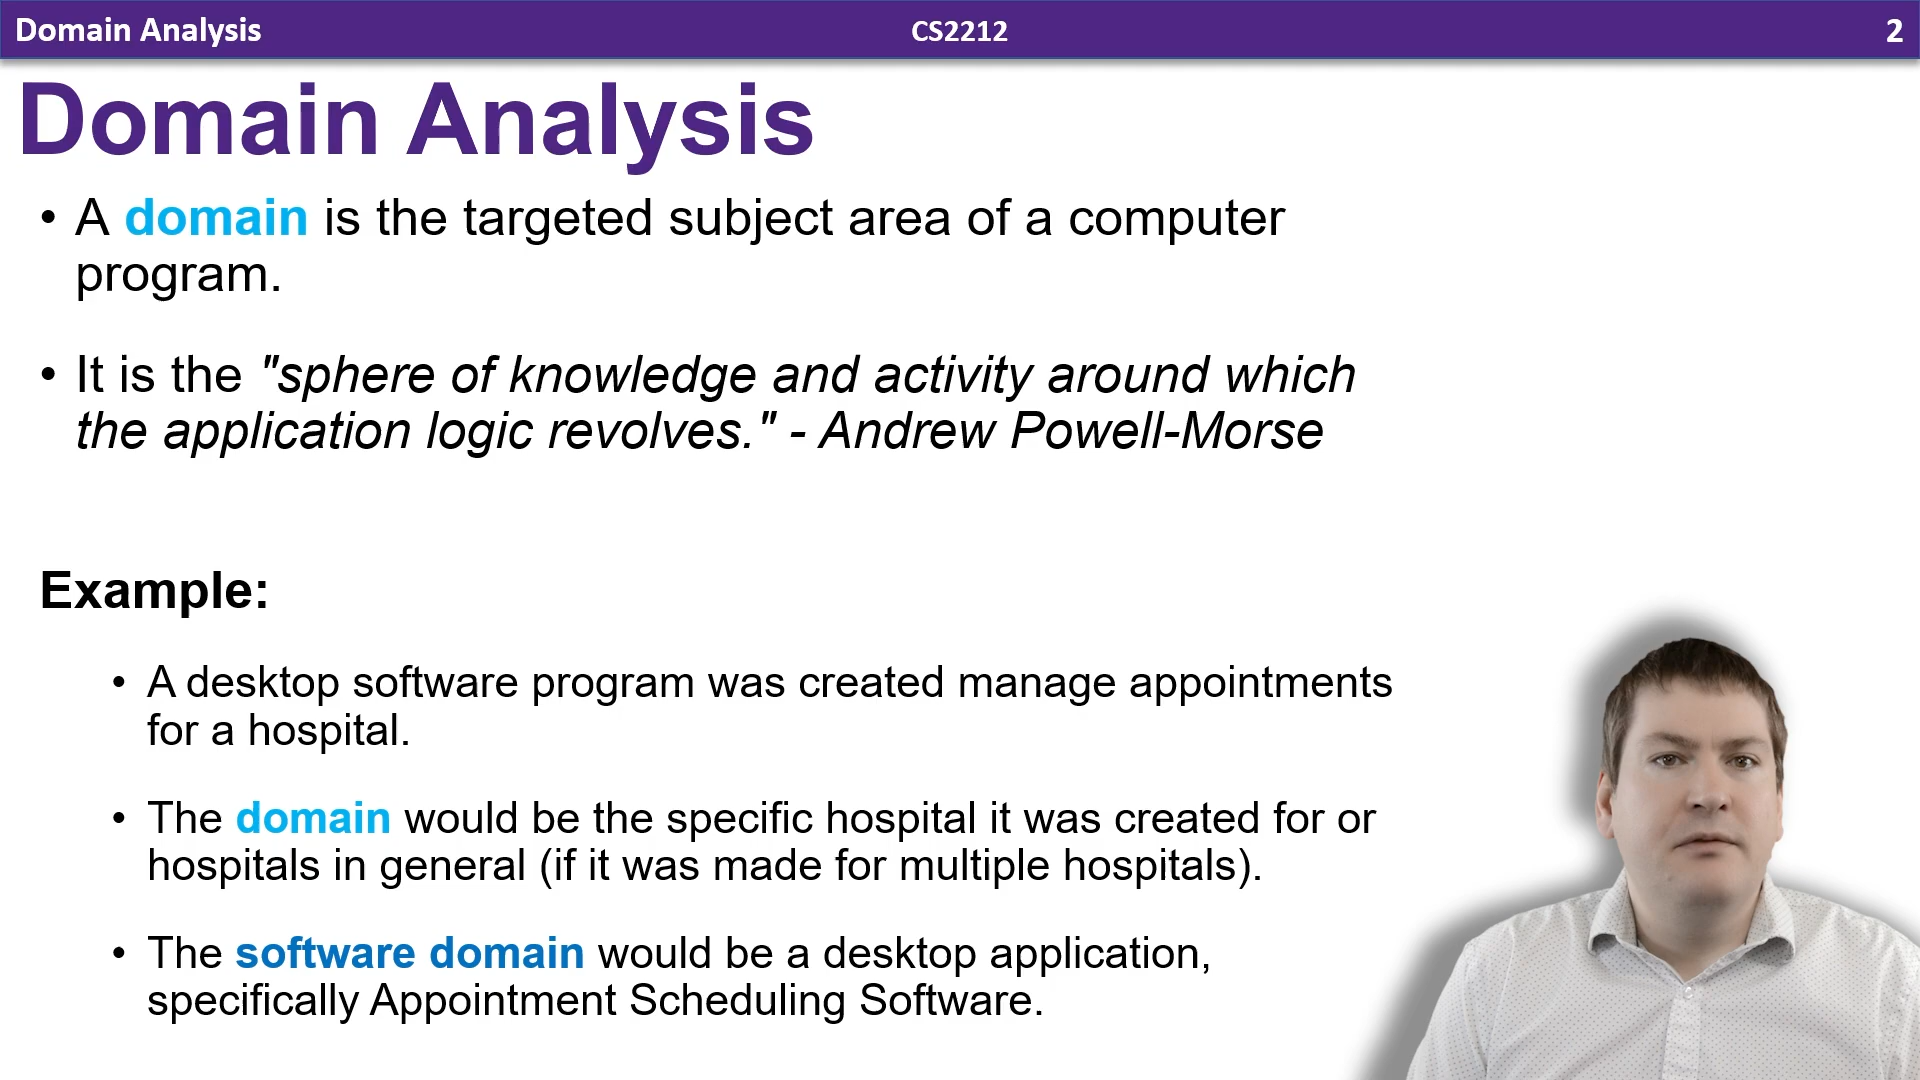 Domain Analysis CS2212 2
Domain Analysis
• A domain is the targeted subject area of a computer
program.
• It is the "sphere of knowledge and activity around which
the application logic revolves." - Andrew Powell-Morse
Example:
• A desktop software program was created manage appointments
for a hospital.
• The domain would be the specific hospital it was created for or
hospitals in general (if it was made for multiple hospitals).
• The software domain would be a desktop application,
specifically Appointment Scheduling Software.